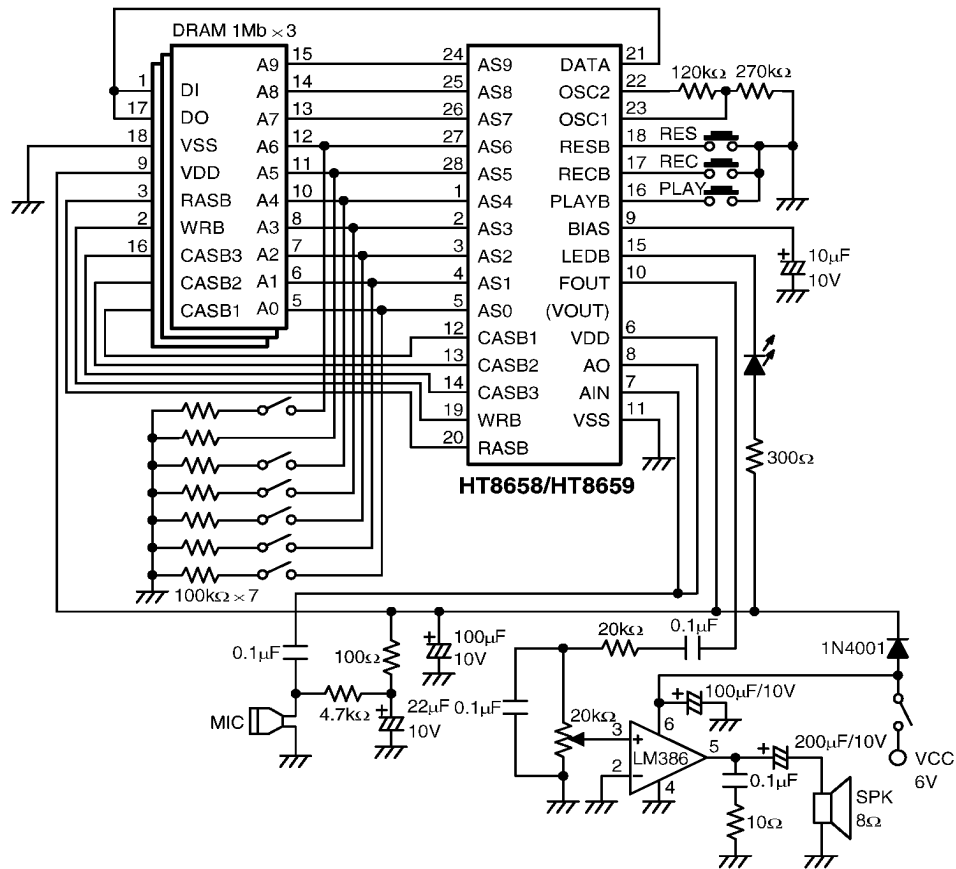 DRAM 1Mb × 3
1 DI A9 15 24 AS9 DATA 21
17 DO A8 14 25 AS8 OSC2 22 120kΩ 270kΩ
18 VSS A7 13 26 AS7 OSC1 23
9 VDD A6 12 27 AS6 RESB 18 RES
3 RASB A5 11 28 AS5 RECB 17 REC
2 WRB A4 10 1 AS4 PLAYB 16 PLAY
16 CASB3 A3 8 2 AS3 BIAS 9
CASB2 A2 7 3 AS2 LEDB 15 + 10μF
CASB1 A1 6 4 AS1 FOUT 10 10V
A0 5 5 AS0 (VOUT)
12 CASB1 VDD 6
13 CASB2 AO 8
14 CASB3 AIN 7
19 WRB VSS 11
20 RASB
300Ω
HT8658/HT8659
100kΩ × 7
0.1μF
100Ω
+ 100μF
10V
20kΩ
0.1μF
1N4001
MIC
4.7kΩ
+ 22μF
10V
0.1μF
20kΩ
+ 100μF/10V
3 + 6
LM386
2 − 4
5
+ 200μF/10V
0.1μF
10Ω
VCC
6V
SPK
8Ω